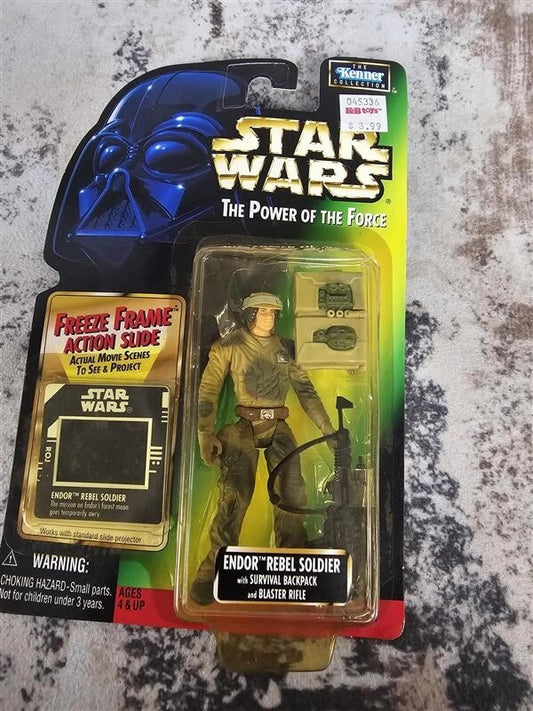 THE
Kenner
COLLECTION
045336
K·B toys™
$ 3.99
STAR
WARS
THE POWER OF THE FORCE
FREEZE FRAME™
ACTION SLIDE
ACTUAL MOVIE SCENES
TO SEE & PROJECT
STAR
WARS
ROJ
ENDOR™ REBEL SOLDIER
The mission on Endor's forest moon
goes temporarily awry.
Works with standard slide projector
ENDOR™ REBEL SOLDIER
with SURVIVAL BACKPACK
and BLASTER RIFLE
WARNING:
CHOKING HAZARD-Small parts.
Not for children under 3 years.
AGES
4 & UP